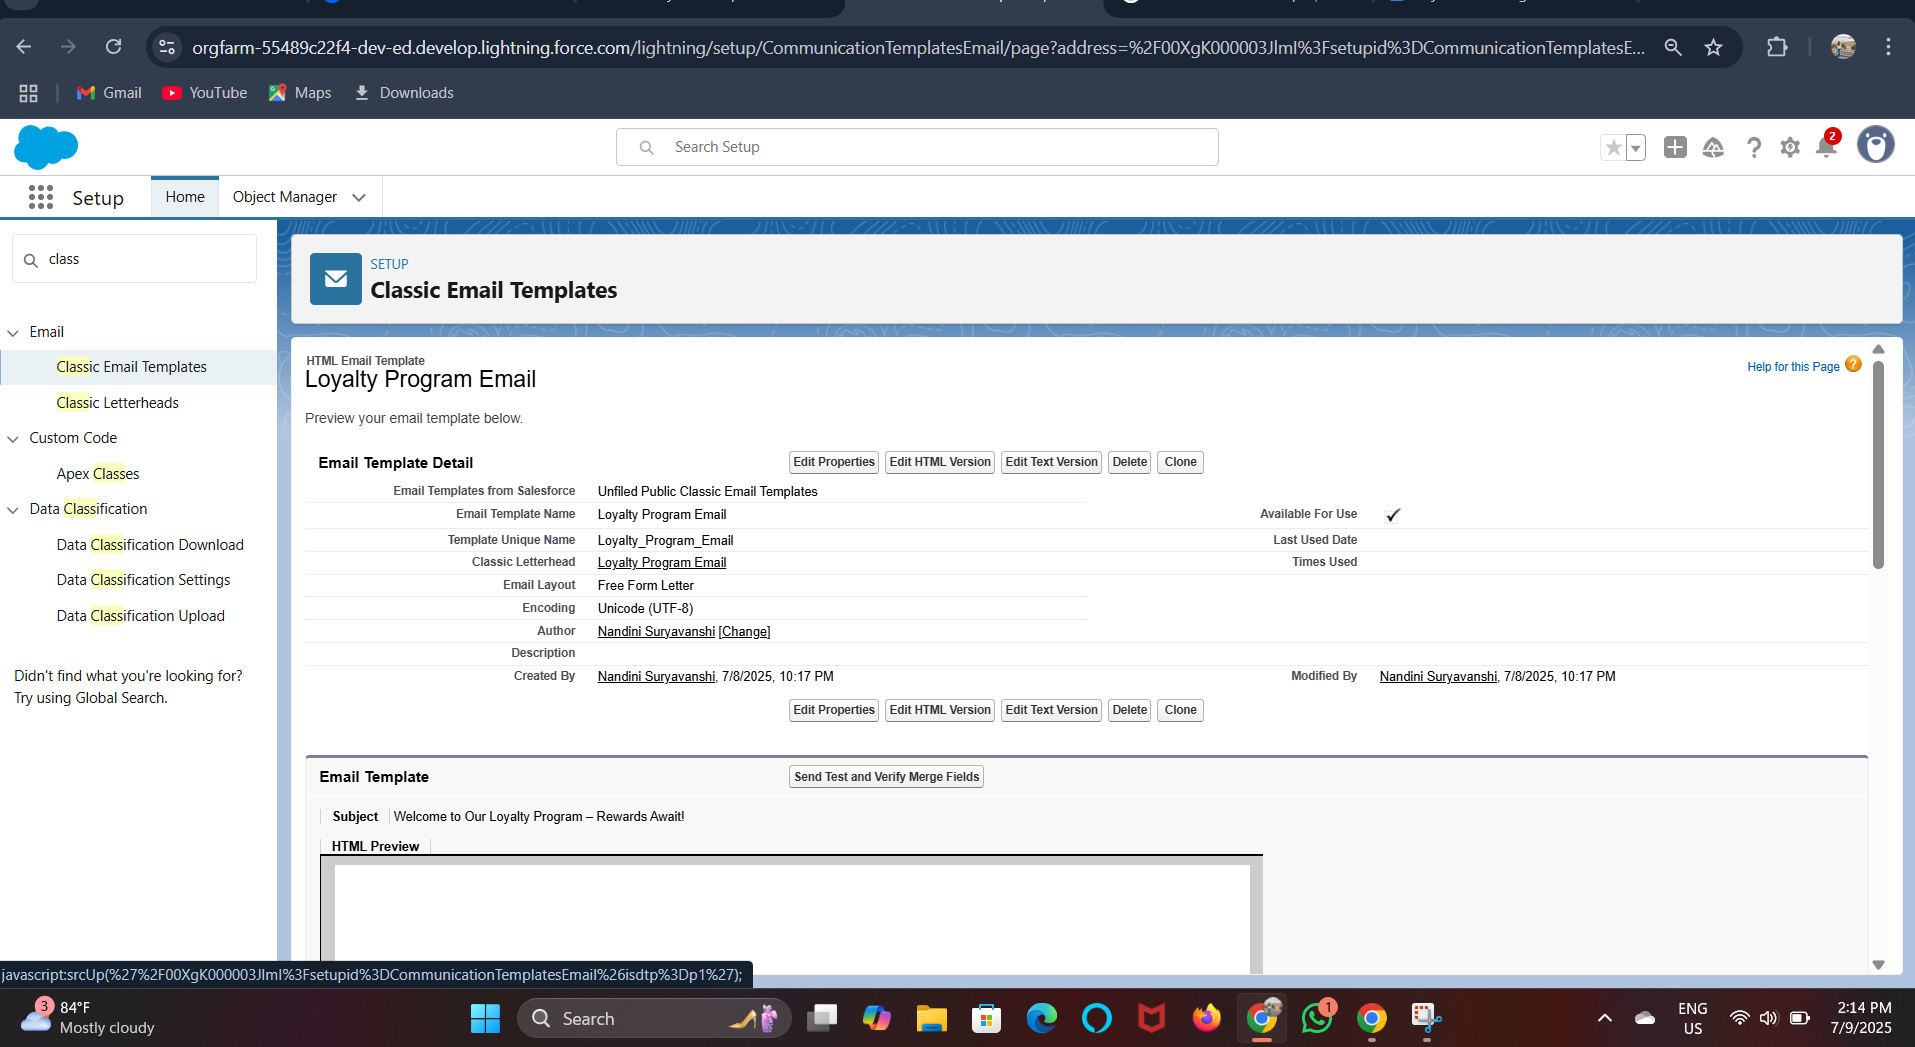 orgfarm-55489c22f4-dev-ed.develop.lightning.force.com/lightning/setup/CommunicationTemplatesEmail/page?address=%2F00XgK000003JlmI%3Fsetupid%3DCommunicationTemplatesE...
Gmail YouTube Maps Downloads
Search Setup
2
Setup Home Object Manager
class
Email
Classic Email Templates
Classic Letterheads
Custom Code
Apex Classes
Data Classification
Data Classification Download
Data Classification Settings
Data Classification Upload
Didn't find what you're looking for?
Try using Global Search.
SETUP
Classic Email Templates
HTML Email Template
Loyalty Program Email
Help for this Page ?
Preview your email template below.
Email Template Detail Edit Properties Edit HTML Version Edit Text Version Delete Clone
Email Templates from Salesforce Unfiled Public Classic Email Templates
Email Template Name Loyalty Program Email Available For Use
Template Unique Name Loyalty_Program_Email Last Used Date
Classic Letterhead Loyalty Program Email Times Used
Email Layout Free Form Letter
Encoding Unicode (UTF-8)
Author Nandini Suryavanshi [Change]
Description
Created By Nandini Suryavanshi, 7/8/2025, 10:17 PM Modified By Nandini Suryavanshi, 7/8/2025, 10:17 PM
Edit Properties Edit HTML Version Edit Text Version Delete Clone
Email Template Send Test and Verify Merge Fields
Subject Welcome to Our Loyalty Program – Rewards Await!
HTML Preview
javascript:srcUp(%27%2F00XgK000003JlmI%3Fsetupid%3DCommunicationTemplatesEmail%26isdtp%3Dp1%27);
3
84°F
Mostly cloudy
Search
1
ENG
US
2:14 PM
7/9/2025